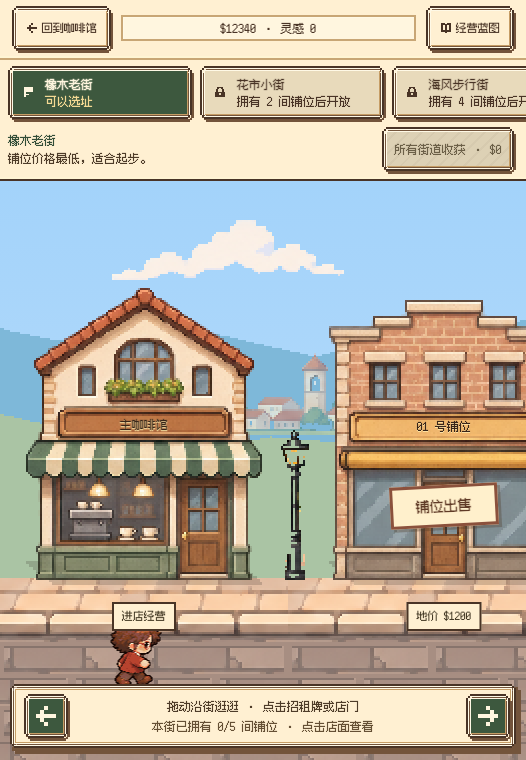 回到咖啡馆
$12340 · 灵感 0
经营蓝图
橡木老街
可以选址
花市小街
拥有 2 间铺位后开放
海风步行街
拥有 4 间铺位后开
橡木老街
铺位价格最低，适合起步。
所有街道收获 · $0
主咖啡馆
01 号铺位
铺位出售
进店经营
地价 $1200
拖动沿街逛逛 · 点击招租牌或店门
本街已拥有 0/5 间铺位 · 点击店面查看